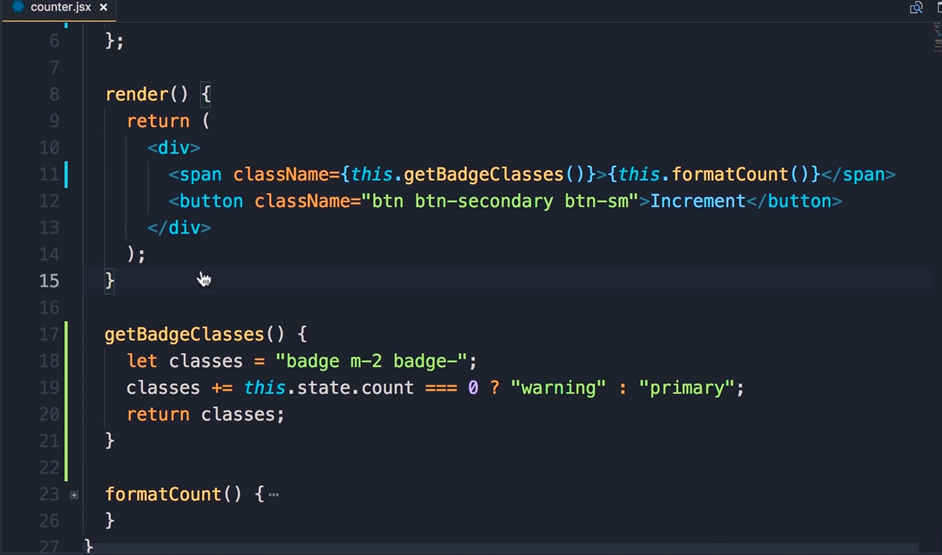 counter.jsx ×
6 };
7
8 render() {
9 return (
10 <div>
11 <span className={this.getBadgeClasses()}>{this.formatCount()}</span>
12 <button className="btn btn-secondary btn-sm">Increment</button>
13 </div>
14 );
15 }
16
17 getBadgeClasses() {
18 let classes = "badge m-2 badge-";
19 classes += this.state.count === 0 ? "warning" : "primary";
20 return classes;
21 }
22
23 formatCount() {⋯
26 }
27 }